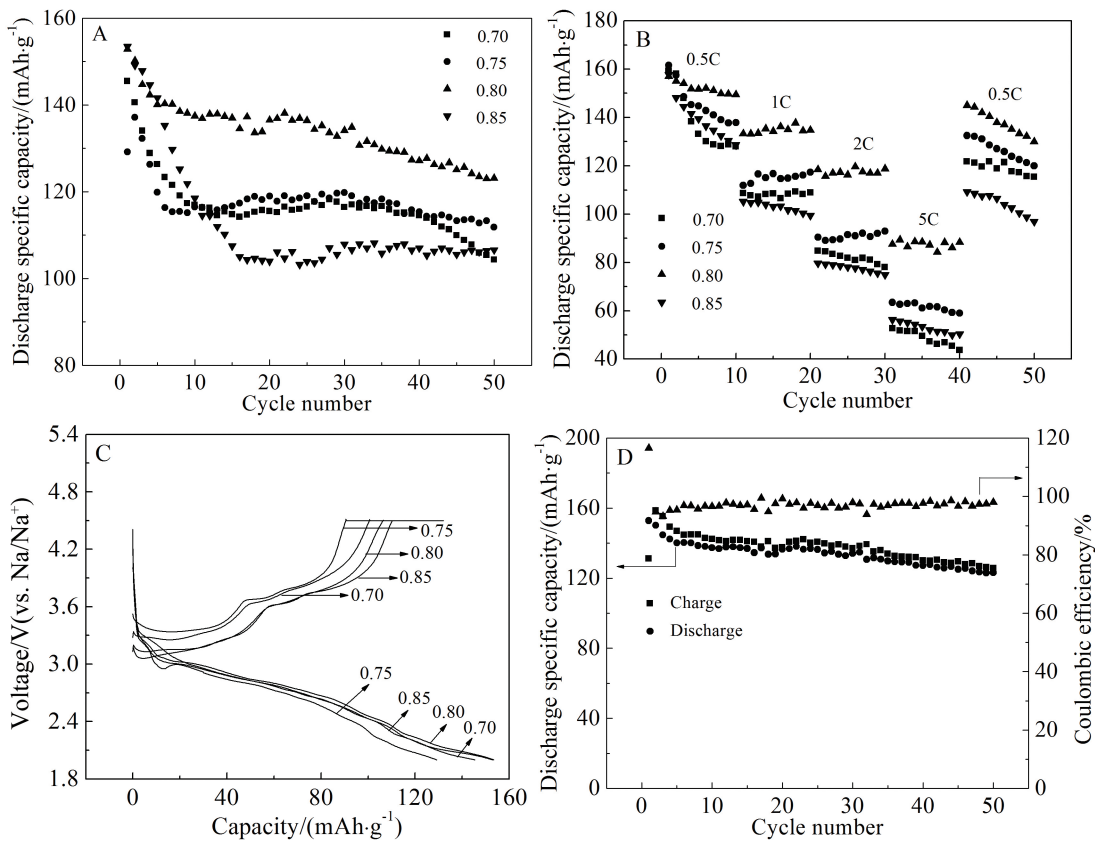 A
0.70
0.75
0.80
0.85
Discharge specific capacity/(mAh·g⁻¹)
160
140
120
100
80
0 10 20 30 40 50
Cycle number
B
0.5C
1C
2C
5C
0.5C
0.70
0.75
0.80
0.85
Discharge specific capacity/(mAh·g⁻¹)
180
160
140
120
100
80
60
40
0 10 20 30 40 50
Cycle number
C
0.75
0.80
0.85
0.70
0.75
0.85
0.80
0.70
Voltage/V(vs. Na/Na⁺)
5.4
4.8
4.2
3.6
3.0
2.4
1.8
0 40 80 120 160
Capacity/(mAh·g⁻¹)
D
Charge
Discharge
Discharge specific capacity/(mAh·g⁻¹)
200
160
120
80
40
0
Coulombic efficiency/%
120
100
80
60
40
20
0
0 10 20 30 40 50
Cycle number